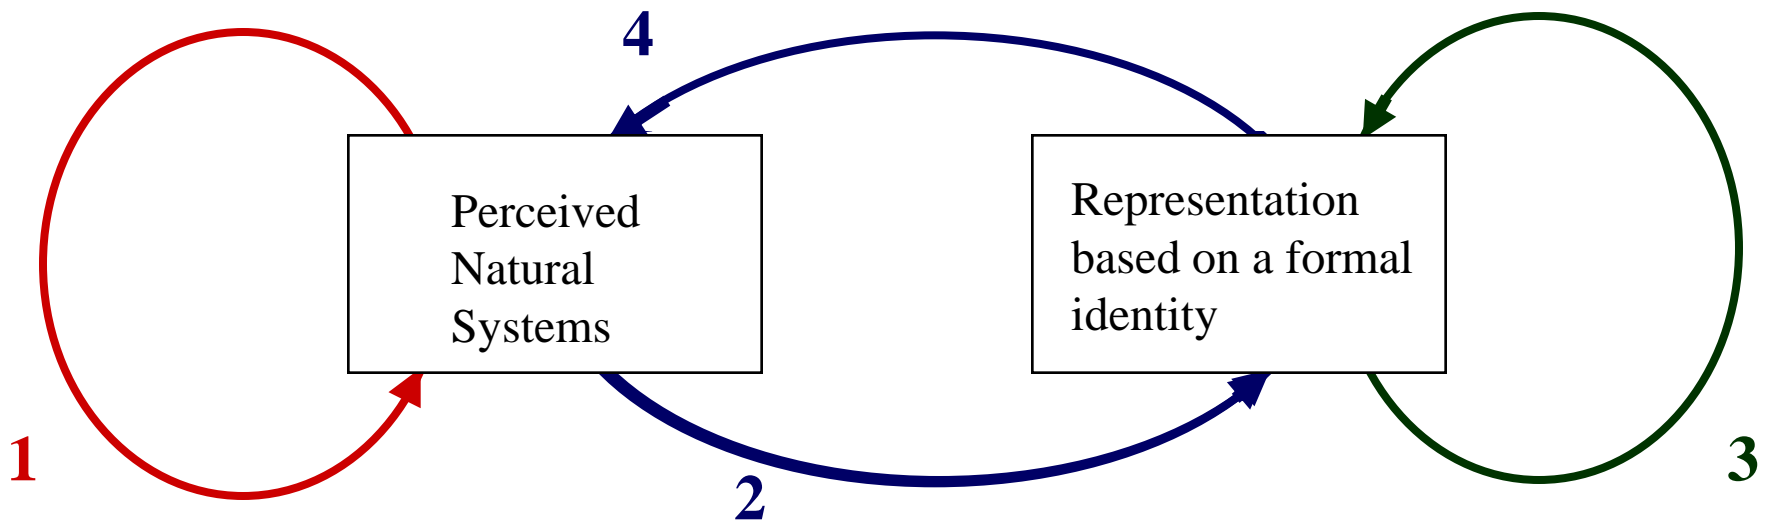 4
Perceived
Natural
Systems
Representation
based on a formal
identity
1
2
3